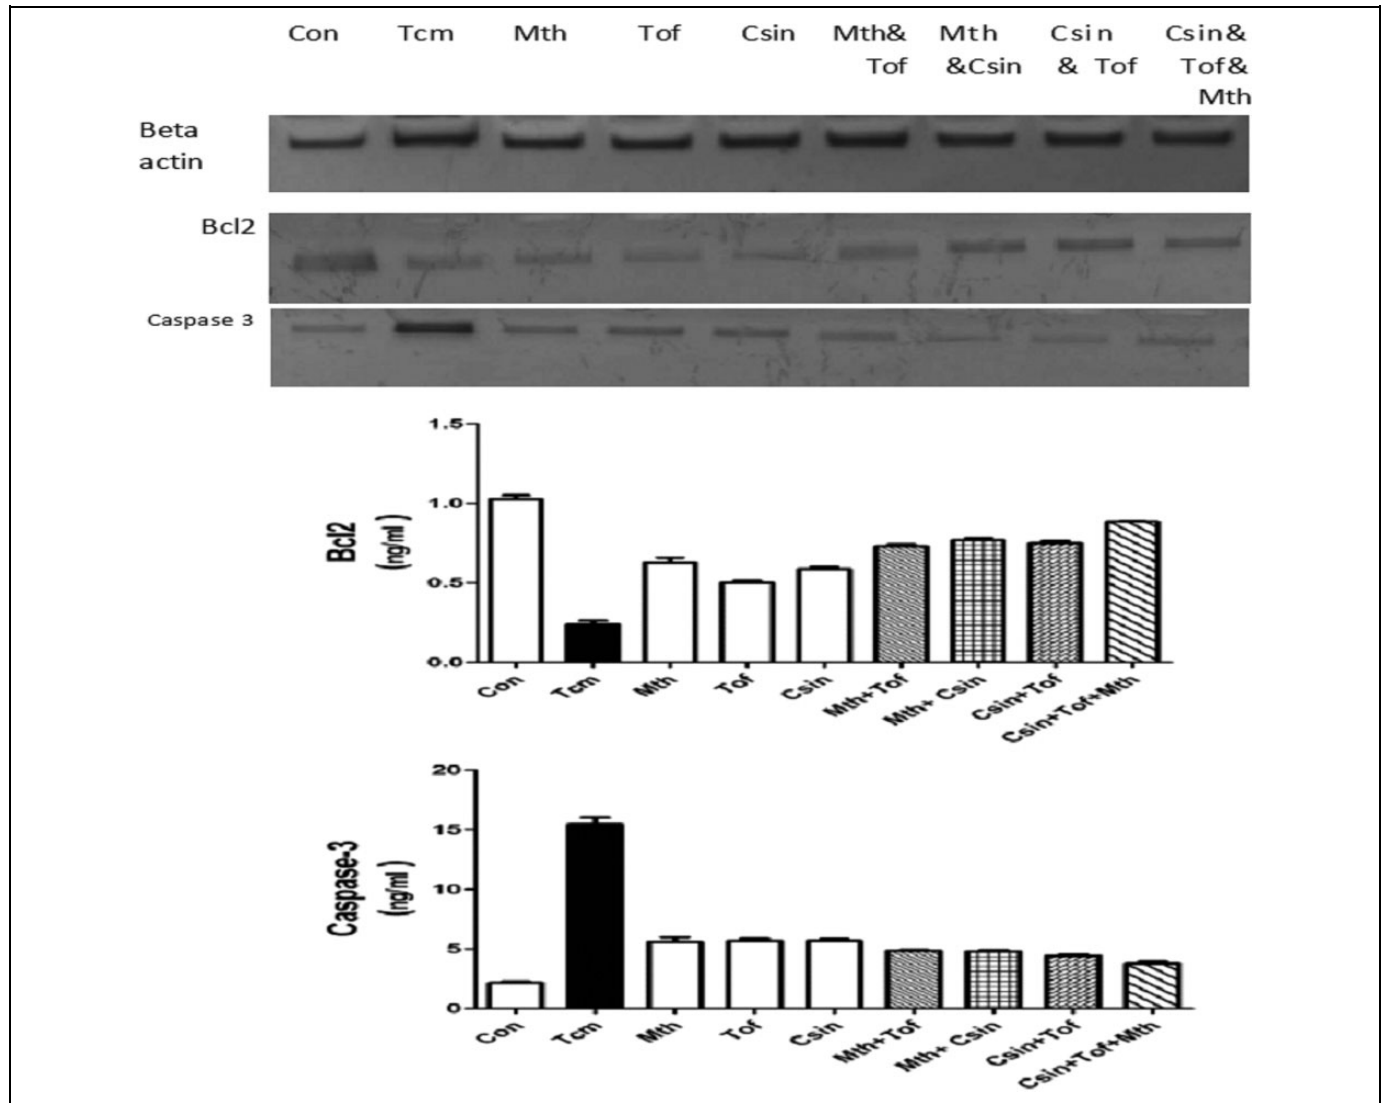 Con Tcm Mth Tof Csin Mth& Mth Csin Csin&
Tof &Csin & Tof Tof&
Mth
Beta
actin
Bcl2
Caspase 3
1.5
1.0
0.5
0.0
Bcl2
(ng/ml)
Con Tcm Mth Tof Csin Mth+Tof Mth+ Csin Csin+Tof Csin+Tof+Mth
20
15
10
5
0
Caspase-3
(ng/ml)
Con Tcm Mth Tof Csin Mth+Tof Mth+ Csin Csin+Tof Csin+Tof+Mth